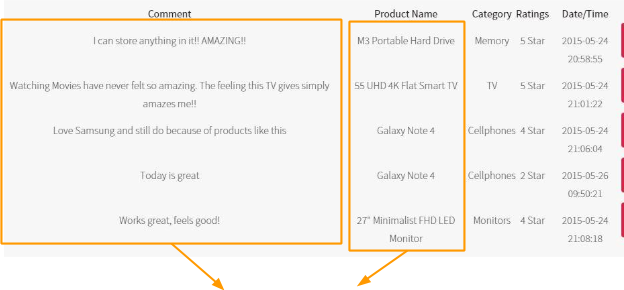 Comment Product Name Category Ratings Date/Time
I can store anything in it!! AMAZING!! M3 Portable Hard Drive Memory 5 Star 2015-05-24
20:58:55
Watching Movies have never felt so amazing. The feeling this TV gives simply 55 UHD 4K Flat Smart TV TV 5 Star 2015-05-24
amazes me!! 21:01:22
Love Samsung and still do because of products like this Galaxy Note 4 Cellphones 4 Star 2015-05-24
21:06:04
Today is great Galaxy Note 4 Cellphones 2 Star 2015-05-26
09:50:21
Works great, feels good! 27" Minimalist FHD LED Monitors 4 Star 2015-05-24
Monitor 21:08:18